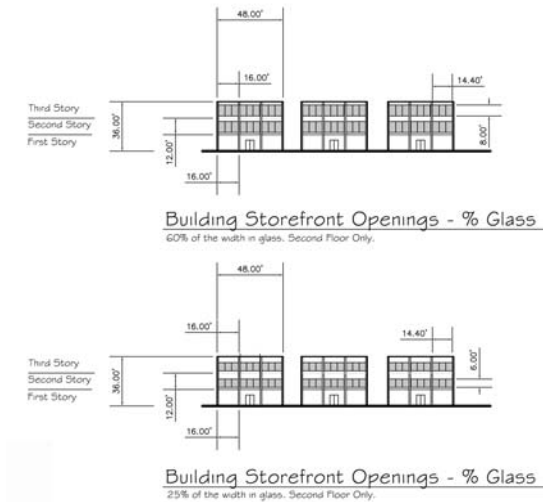 48.00'
16.00'
14.40'
Third Story
Second Story
First Story
36.00'
12.00'
8.00'
16.00'
Building Storefront Openings - % Glass
60% of the width in glass. Second Floor Only.
48.00'
16.00'
14.40'
Third Story
Second Story
First Story
36.00'
12.00'
6.00'
16.00'
Building Storefront Openings - % Glass
25% of the width in glass. Second Floor Only.